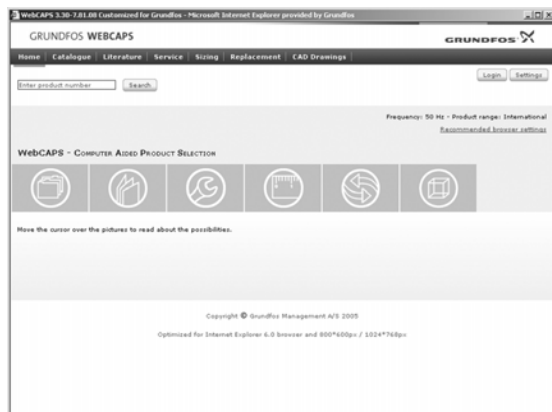 WebCAPS 3.30-7.81.08 Customized for Grundfos - Microsoft Internet Explorer provided by Grundfos
GRUNDFOS WEBCAPS
GRUNDFOS
Home Catalogue Literature Service Sizing Replacement CAD Drawings
Login Settings
Enter product number Search
Frequency: 50 Hz - Product range: International
Recommended browser settings
WebCAPS - Computer Aided Product Selection
Move the cursor over the pictures to read about the possibilities.
Copyright © Grundfos Management A/S 2005
Optimized for Internet Explorer 6.0 browser and 800*600px / 1024*768px